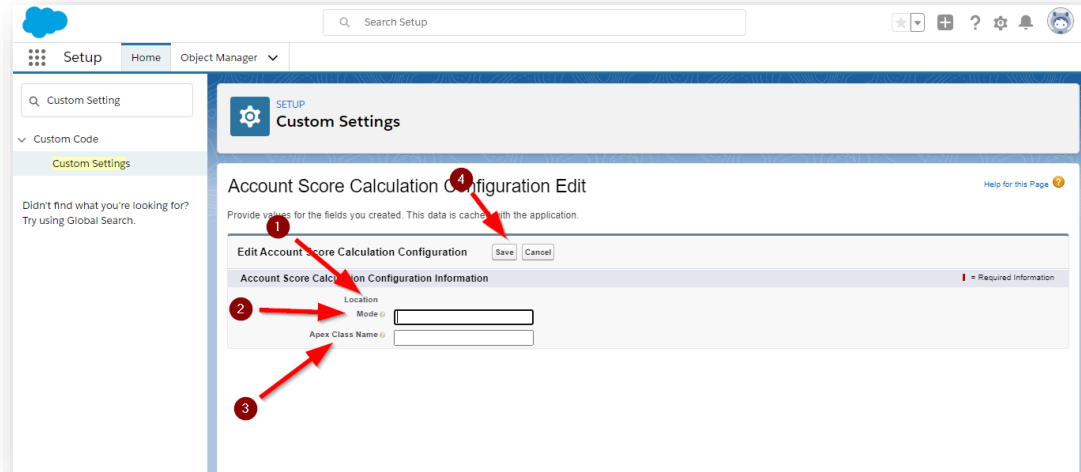 Search Setup
Setup
Home
Object Manager
Custom Setting
Custom Code
Custom Settings
Didn't find what you're looking for?
Try using Global Search.
SETUP
Custom Settings
Account Score Calculation Configuration Edit
Help for this Page
Provide values for the fields you created. This data is cached with the application.
Edit Account Score Calculation Configuration
Save
Cancel
Account Score Calculation Configuration Information
= Required Information
Location
Mode
Apex Class Name
1
2
3
4